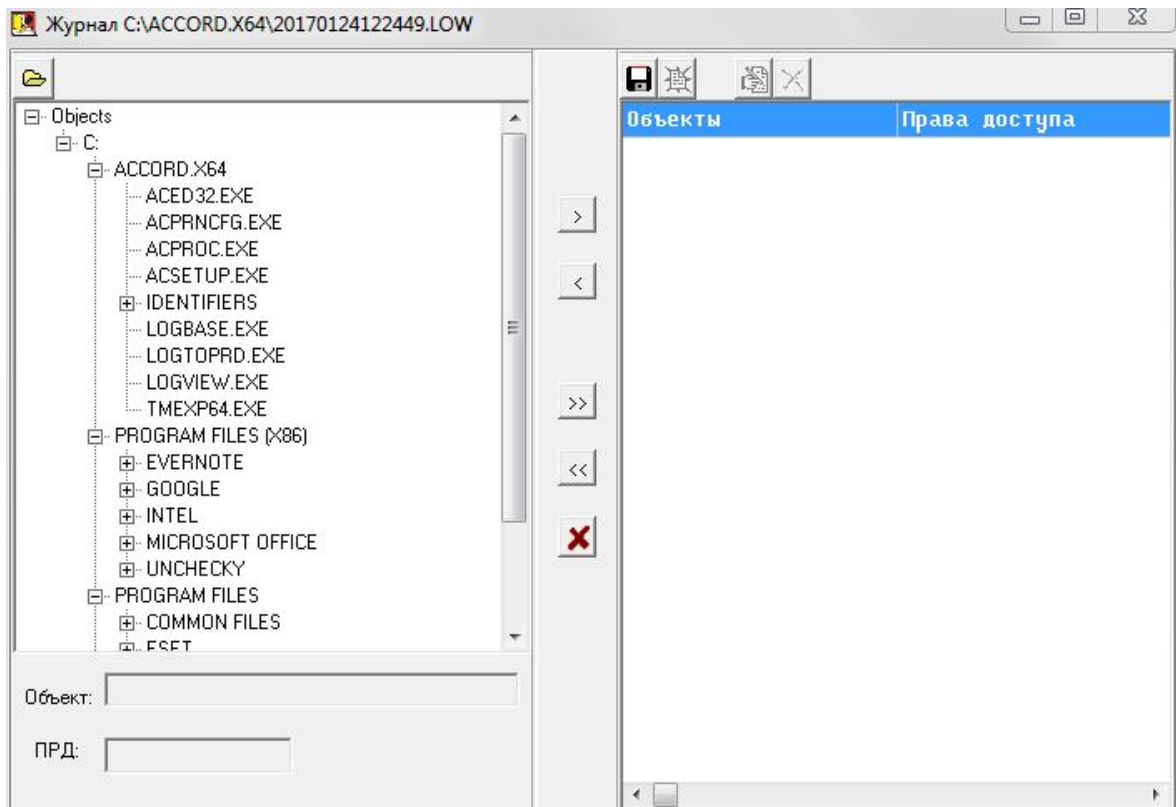 Журнал C:\ACCORD.X64\20170124122449.LOW
Objects
C:
ACCORD.X64
ACED32.EXE
ACPRNCFG.EXE
ACPROC.EXE
ACSETUP.EXE
IDENTIFIERS
LOGBASE.EXE
LOGTOPRD.EXE
LOGVIEW.EXE
TMEXP64.EXE
PROGRAM FILES (X86)
EVERNOTE
GOOGLE
INTEL
MICROSOFT OFFICE
UNCHECKY
PROGRAM FILES
COMMON FILES
ESET
Объект:
ПРД:
>
<
>>
<<
Объекты Права доступа